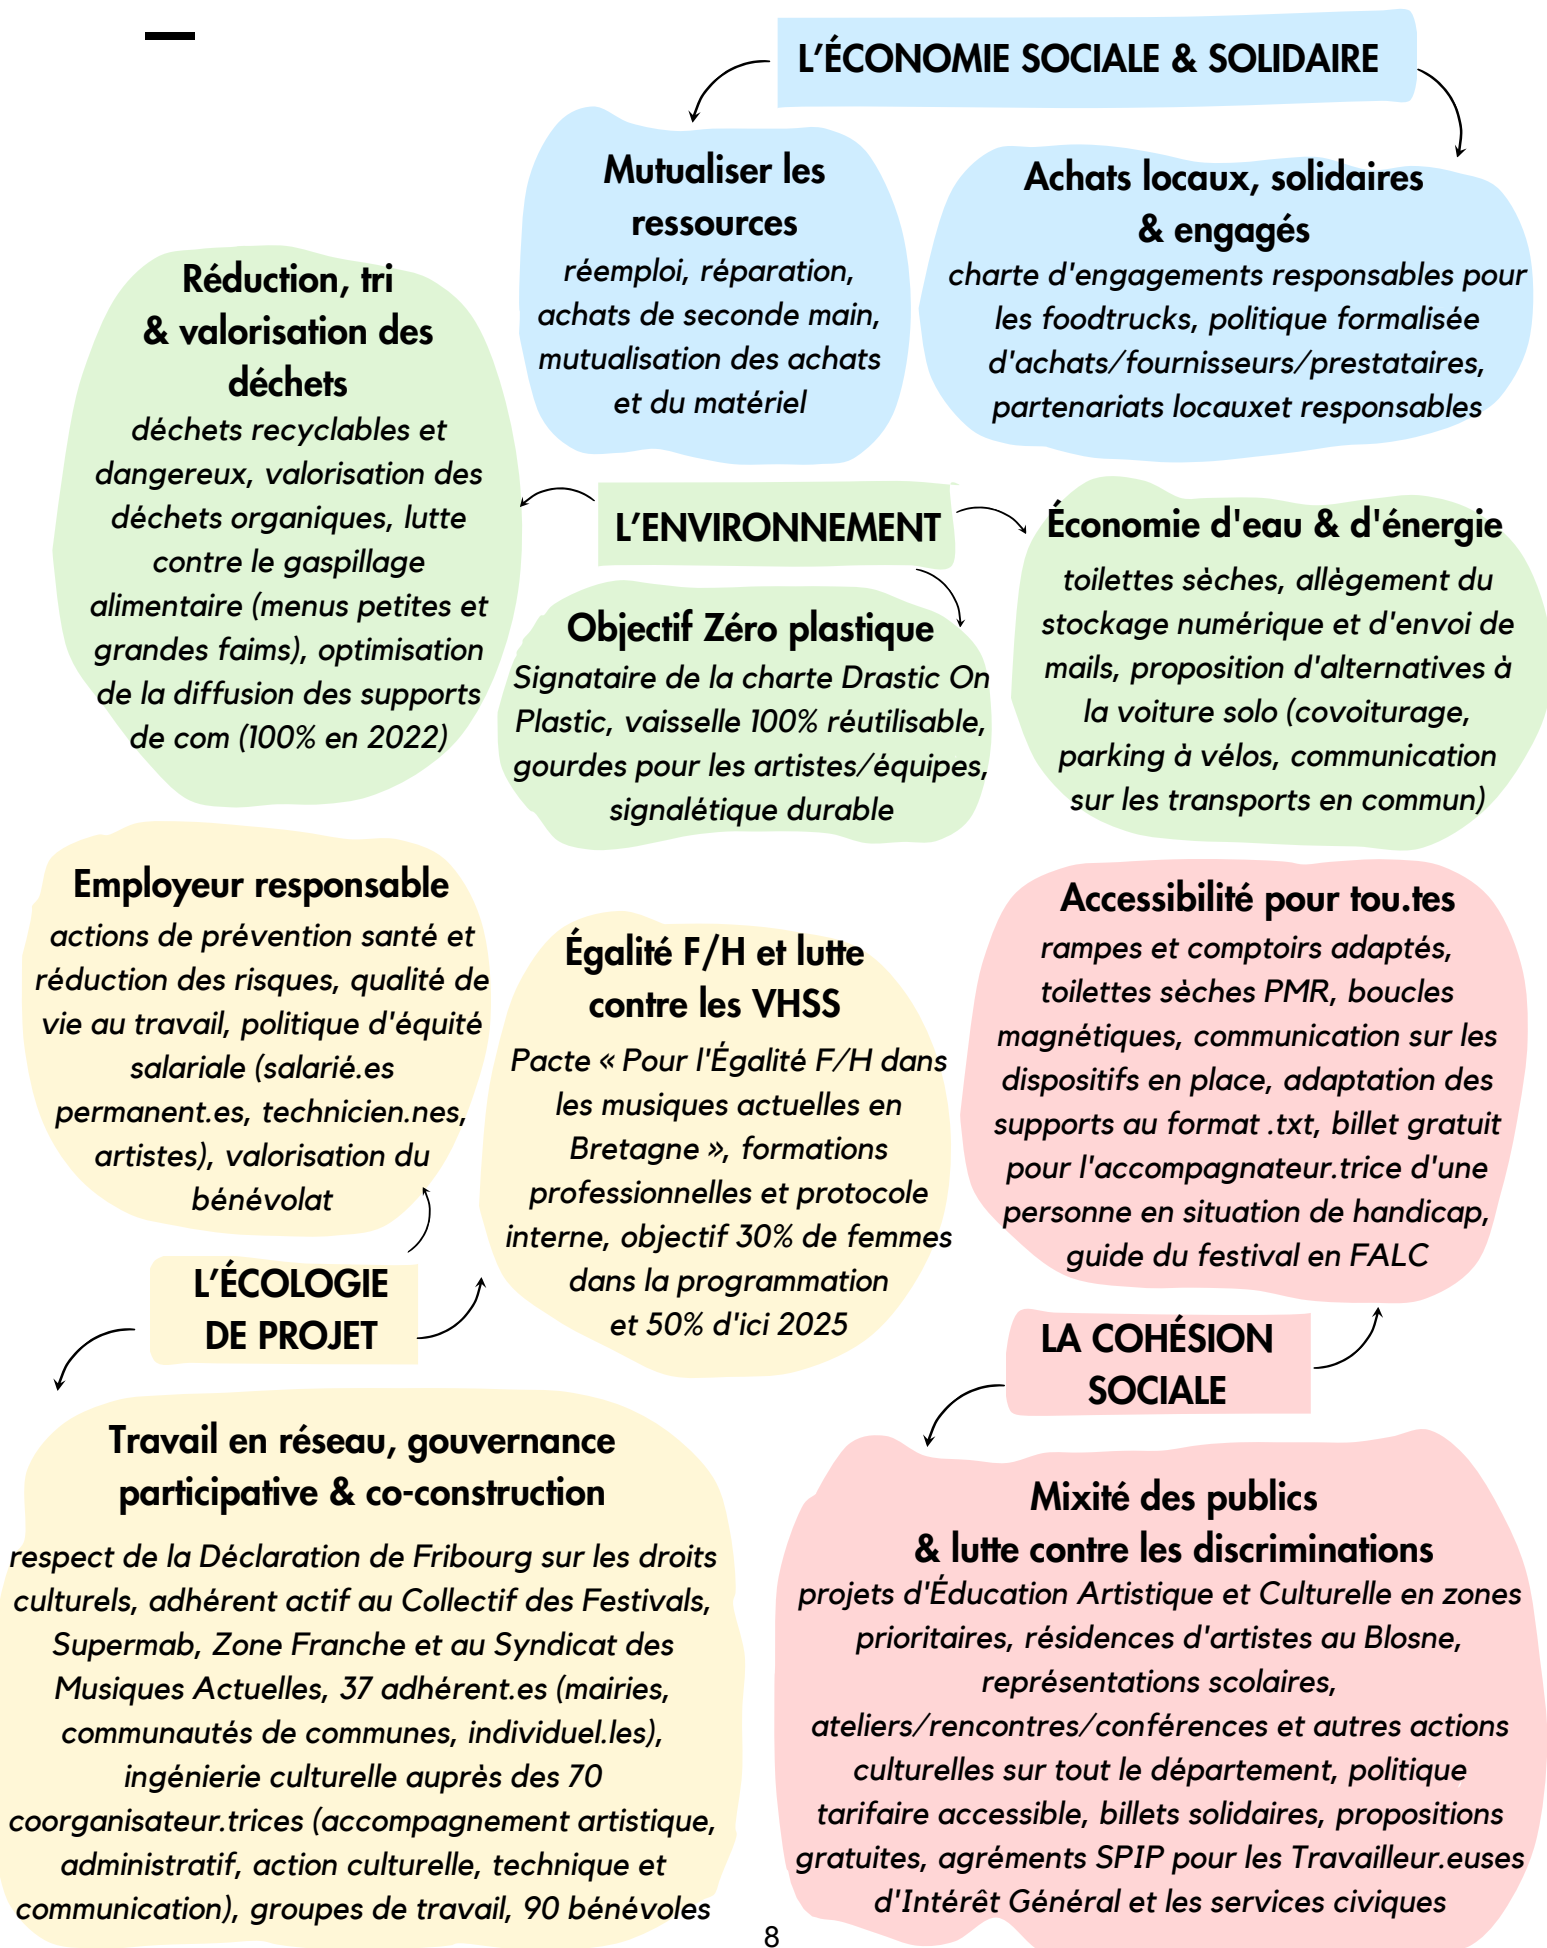 L'ÉCONOMIE SOCIALE & SOLIDAIRE
Mutualiser les
ressources
réemploi, réparation,
achats de seconde main,
mutualisation des achats
et du matériel
Achats locaux, solidaires
& engagés
charte d'engagements responsables pour
les foodtrucks, politique formalisée
d'achats/fournisseurs/prestataires,
partenariats locauxet responsables
Réduction, tri
& valorisation des
déchets
déchets recyclables et
dangereux, valorisation des
déchets organiques, lutte
contre le gaspillage
alimentaire (menus petites et
grandes faims), optimisation
de la diffusion des supports
de com (100% en 2022)
L'ENVIRONNEMENT
Objectif Zéro plastique
Signataire de la charte Drastic On
Plastic, vaisselle 100% réutilisable,
gourdes pour les artistes/équipes,
signalétique durable
Économie d'eau & d'énergie
toilettes sèches, allègement du
stockage numérique et d'envoi de
mails, proposition d'alternatives à
la voiture solo (covoiturage,
parking à vélos, communication
sur les transports en commun)
Employeur responsable
actions de prévention santé et
réduction des risques, qualité de
vie au travail, politique d'équité
salariale (salarié.es
permanent.es, technicien.nes,
artistes), valorisation du
bénévolat
Égalité F/H et lutte
contre les VHSS
Pacte « Pour l'Égalité F/H dans
les musiques actuelles en
Bretagne », formations
professionnelles et protocole
interne, objectif 30% de femmes
dans la programmation
et 50% d'ici 2025
Accessibilité pour tou.tes
rampes et comptoirs adaptés,
toilettes sèches PMR, boucles
magnétiques, communication sur les
dispositifs en place, adaptation des
supports au format .txt, billet gratuit
pour l'accompagnateur.trice d'une
personne en situation de handicap,
guide du festival en FALC
L'ÉCOLOGIE
DE PROJET
LA COHÉSION
SOCIALE
Travail en réseau, gouvernance
participative & co-construction
respect de la Déclaration de Fribourg sur les droits
culturels, adhérent actif au Collectif des Festivals,
Supermab, Zone Franche et au Syndicat des
Musiques Actuelles, 37 adhérent.es (mairies,
communautés de communes, individuel.les),
ingénierie culturelle auprès des 70
coorganisateur.trices (accompagnement artistique,
administratif, action culturelle, technique et
communication), groupes de travail, 90 bénévoles
Mixité des publics
& lutte contre les discriminations
projets d'Éducation Artistique et Culturelle en zones
prioritaires, résidences d'artistes au Blosne,
représentations scolaires,
ateliers/rencontres/conférences et autres actions
culturelles sur tout le département, politique
tarifaire accessible, billets solidaires, propositions
gratuites, agréments SPIP pour les Travailleur.euses
d'Intérêt Général et les services civiques
8